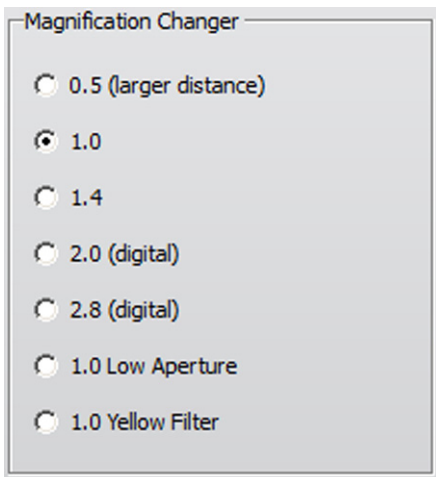 Magnification Changer
0.5 (larger distance)
1.0
1.4
2.0 (digital)
2.8 (digital)
1.0 Low Aperture
1.0 Yellow Filter